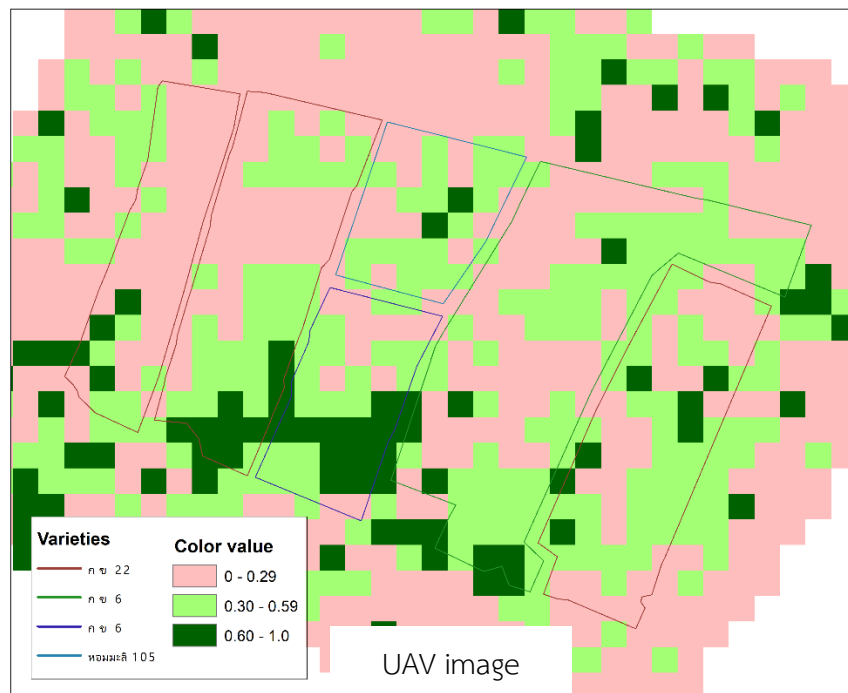 Varieties
ก ข 22
ก ข 6
ก ข 6
หอมมะลิ 105
Color value
0 - 0.29
0.30 - 0.59
0.60 - 1.0
UAV image